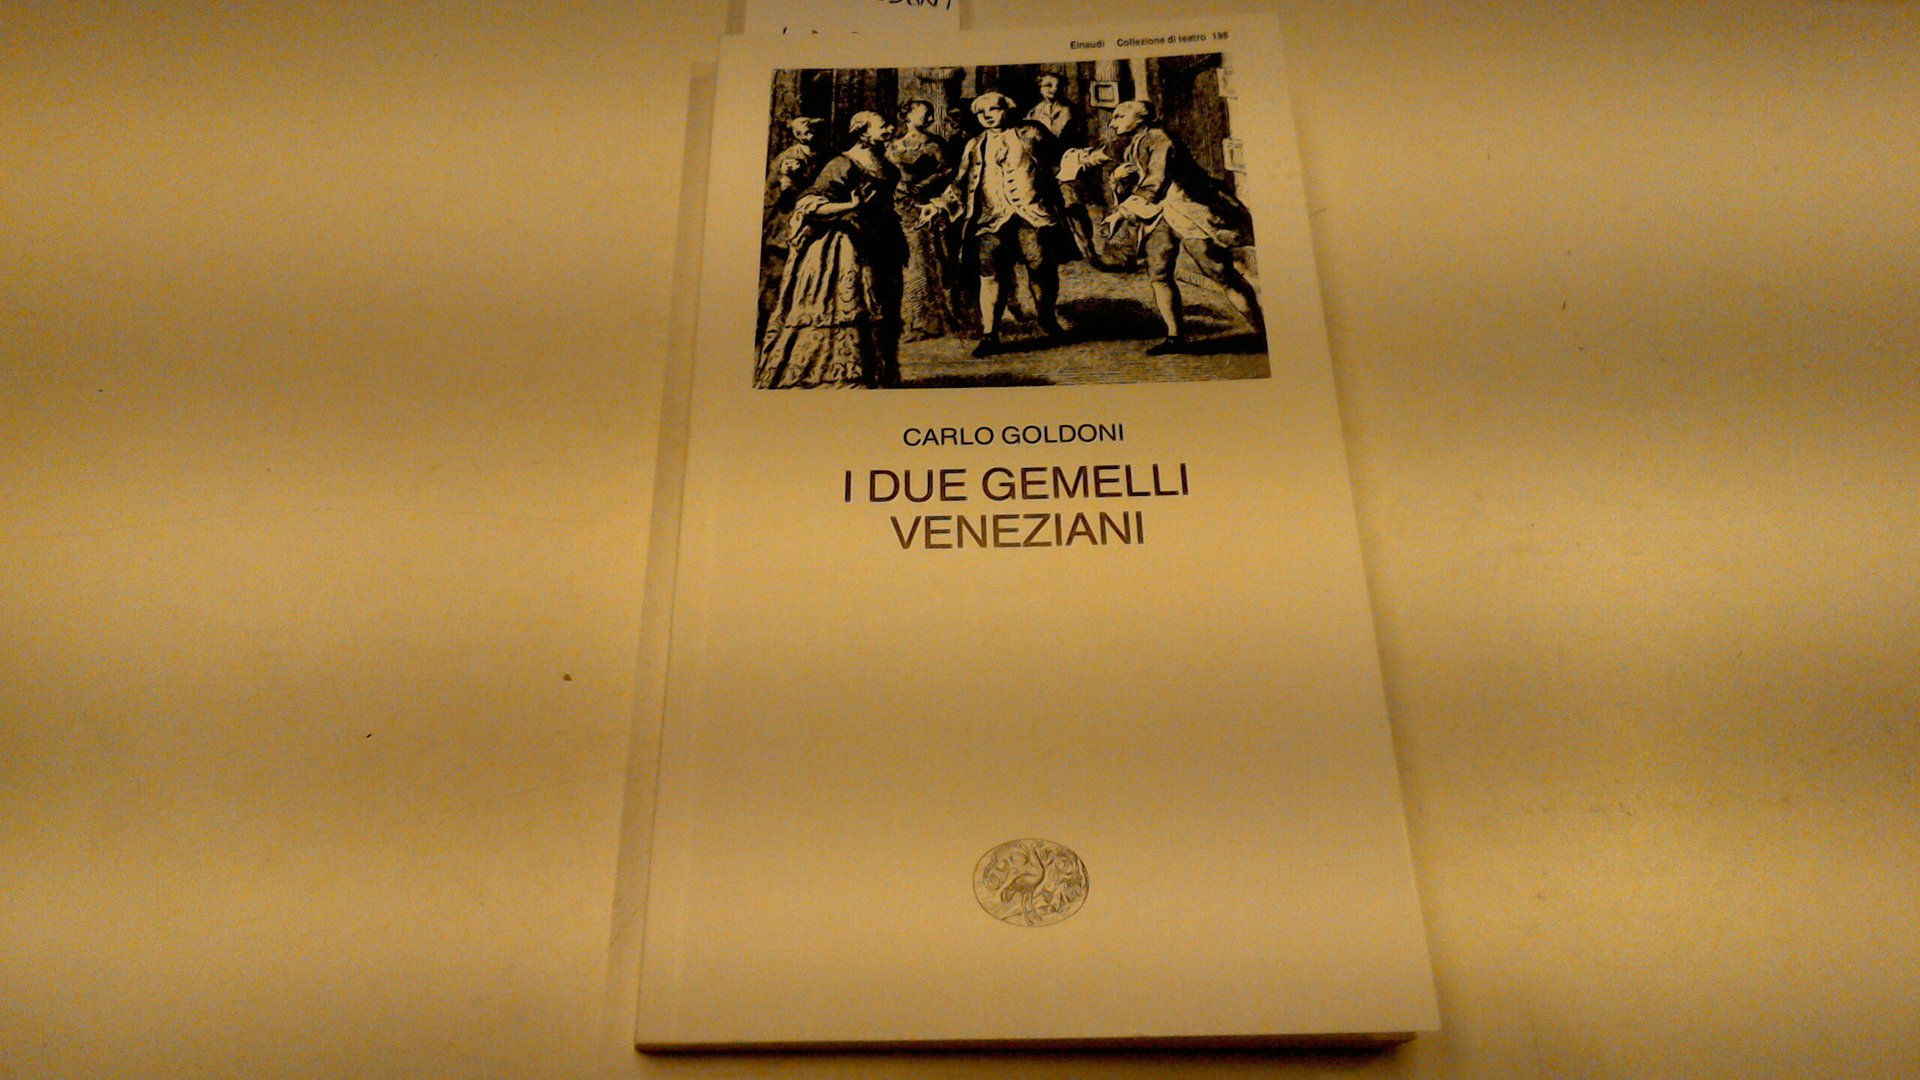 Einaudi Collezione di teatro 198
CARLO GOLDONI
I DUE GEMELLI
VENEZIANI